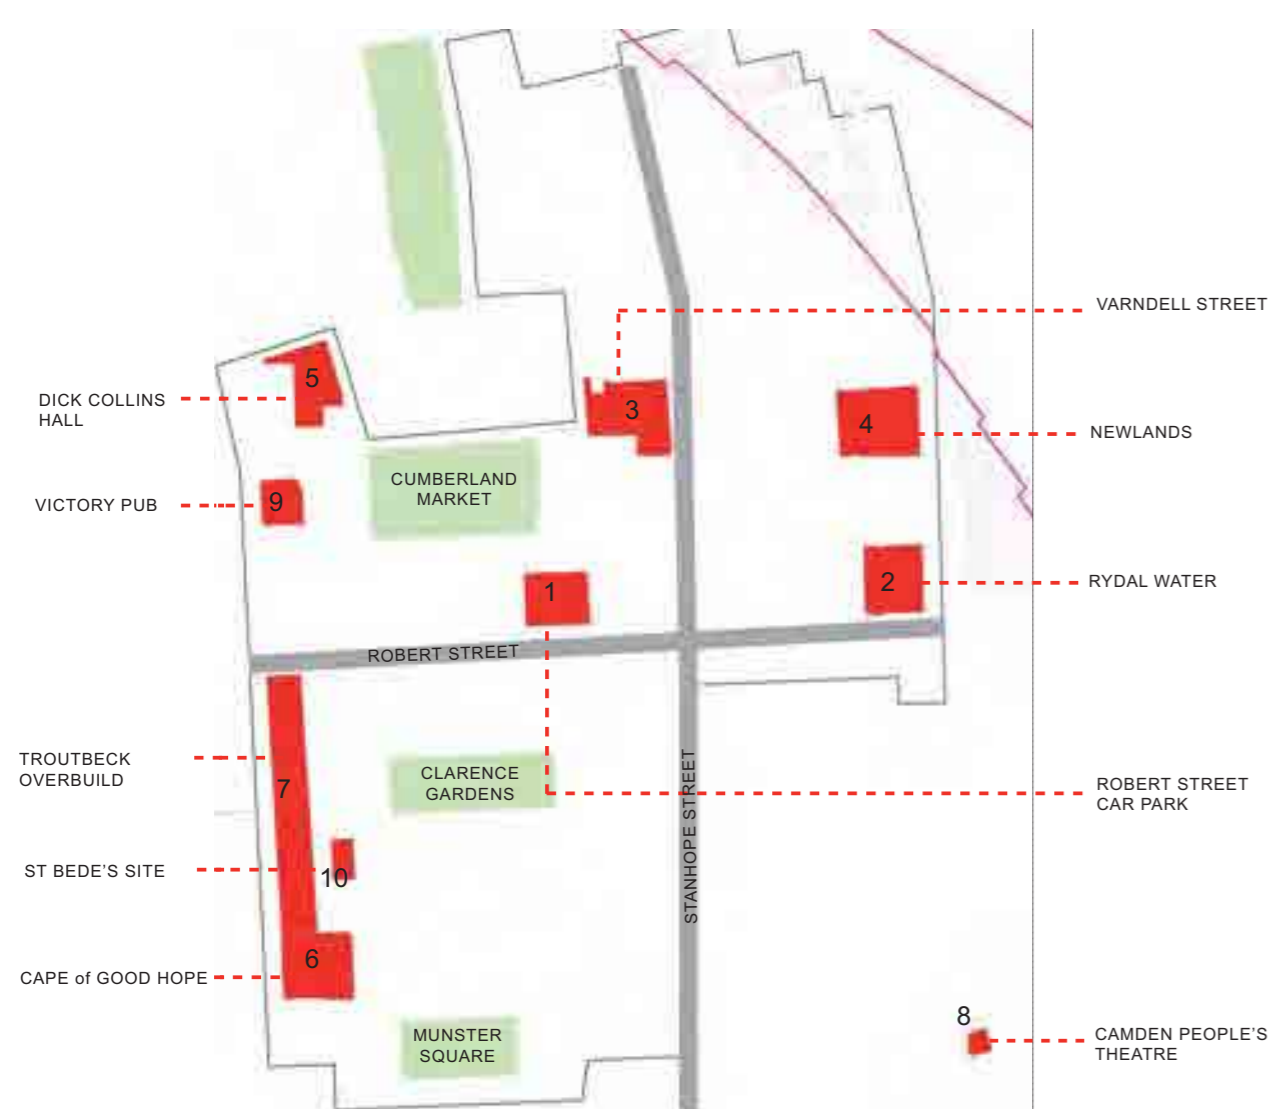 VARNDELL STREET
5
DICK COLLINS
HALL
3
4
NEWLANDS
CUMBERLAND
MARKET
9
VICTORY PUB
1
2
RYDAL WATER
ROBERT STREET
TROUTBECK
OVERBUILD
7
CLARENCE
GARDENS
STANHOPE STREET
ROBERT STREET
CAR PARK
ST BEDE'S SITE
10
6
CAPE of GOOD HOPE
8
MUNSTER
SQUARE
CAMDEN PEOPLE'S
THEATRE